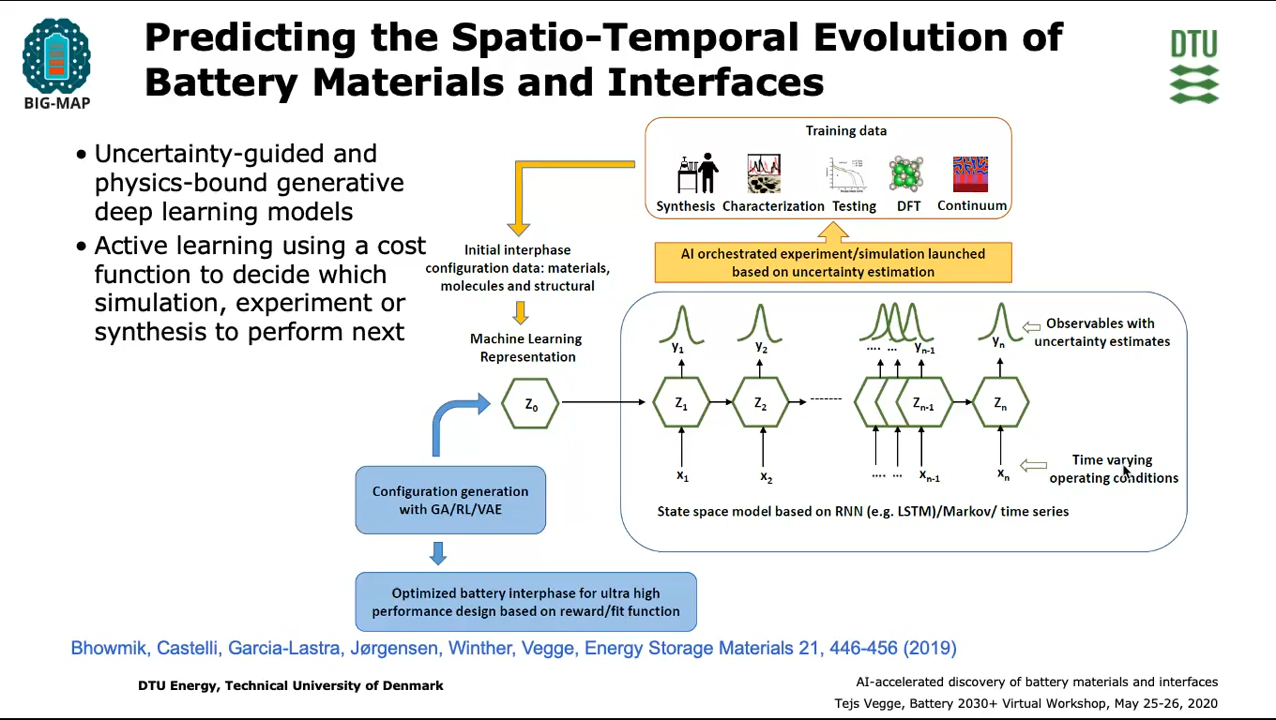 Predicting the Spatio-Temporal Evolution of
Battery Materials and Interfaces
BIG-MAP
DTU
• Uncertainty-guided and
physics-bound generative
deep learning models
• Active learning using a cost
function to decide which
simulation, experiment or
synthesis to perform next
Training data
Synthesis Characterization Testing DFT Continuum
AI orchestrated experiment/simulation launched
based on uncertainty estimation
Initial interphase
configuration data: materials,
molecules and structural
Machine Learning
Representation
Observables with
uncertainty estimates
y1 y2 .... ... yn-1 yn
Z0 Z1 Z2 -------- Zn-1 Zn
x1 x2 .... ... xn-1 xn
Time varying
operating conditions
State space model based on RNN (e.g. LSTM)/Markov/ time series
Configuration generation
with GA/RL/VAE
Optimized battery interphase for ultra high
performance design based on reward/fit function
Bhowmik, Castelli, Garcia-Lastra, Jørgensen, Winther, Vegge, Energy Storage Materials 21, 446-456 (2019)
DTU Energy, Technical University of Denmark
AI-accelerated discovery of battery materials and interfaces
Tejs Vegge, Battery 2030+ Virtual Workshop, May 25-26, 2020